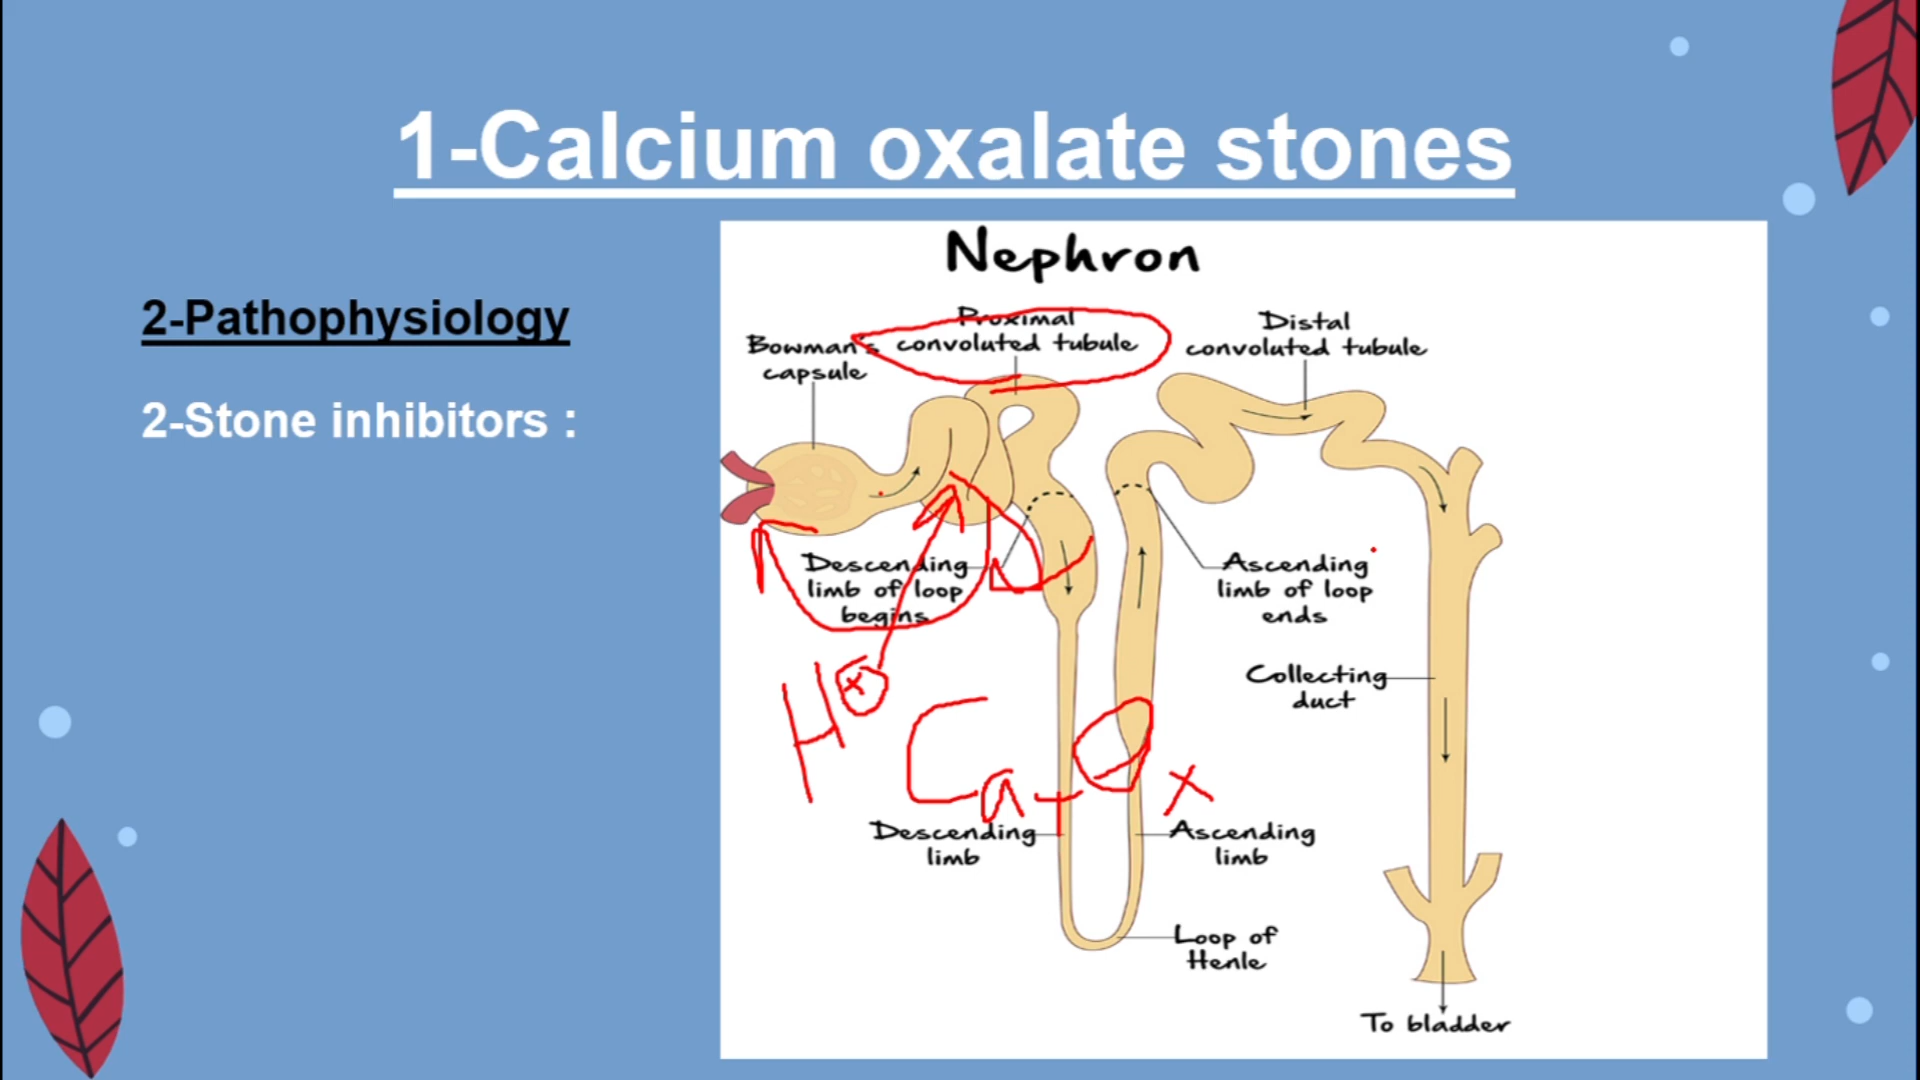 1-Calcium oxalate stones
2-Pathophysiology
2-Stone inhibitors :
Nephron
Proximal
convoluted tubule
Distal
convoluted tubule
Bowman's
capsule
Descending
limb of loop
begins
Ascending
limb of loop
ends
Collecting
duct
H+
Ca + Ox
Descending
limb
Ascending
limb
Loop of
Henle
To bladder